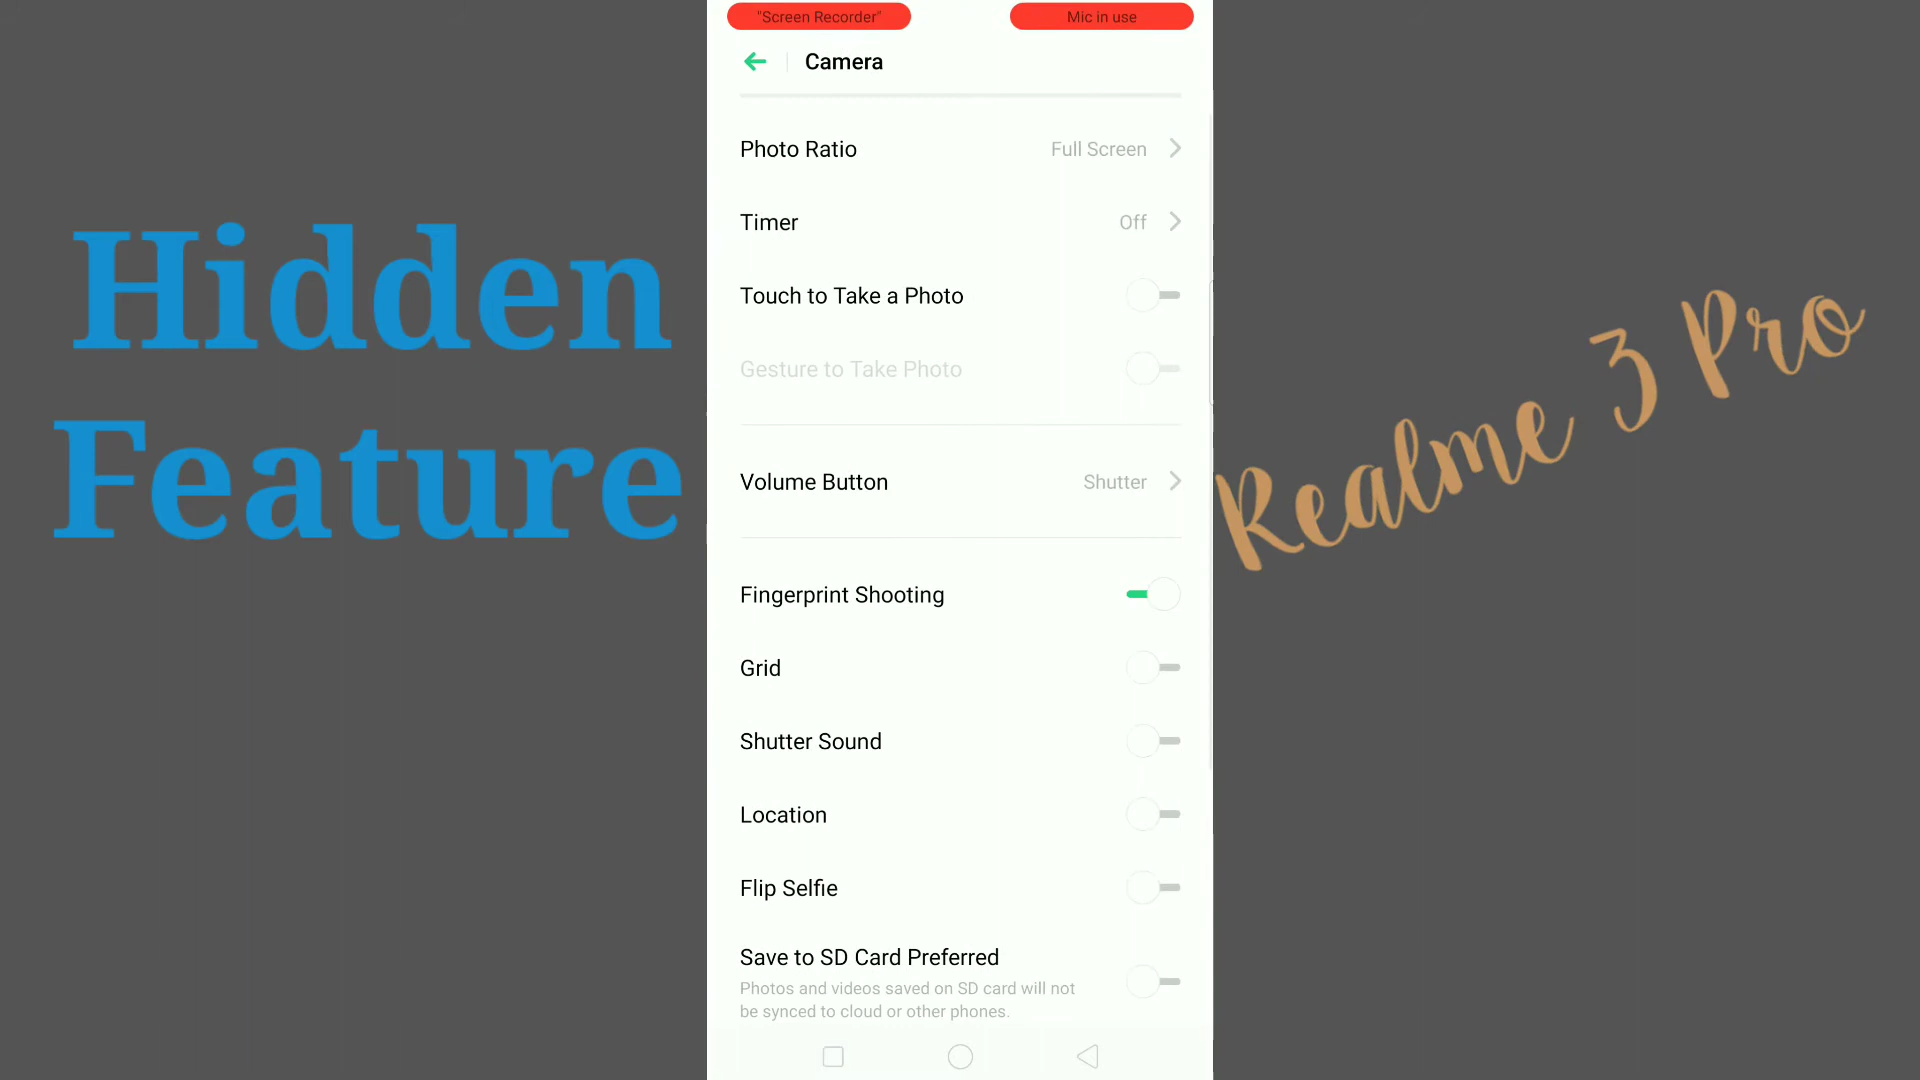 "Screen Recorder"
Mic in use
Camera
Photo Ratio Full Screen
Timer Off
Touch to Take a Photo
Gesture to Take Photo
Volume Button Shutter
Fingerprint Shooting
Grid
Shutter Sound
Location
Flip Selfie
Save to SD Card Preferred
Photos and videos saved on SD card will not
be synced to cloud or other phones.
Hidden
Feature
Realme 3 Pro